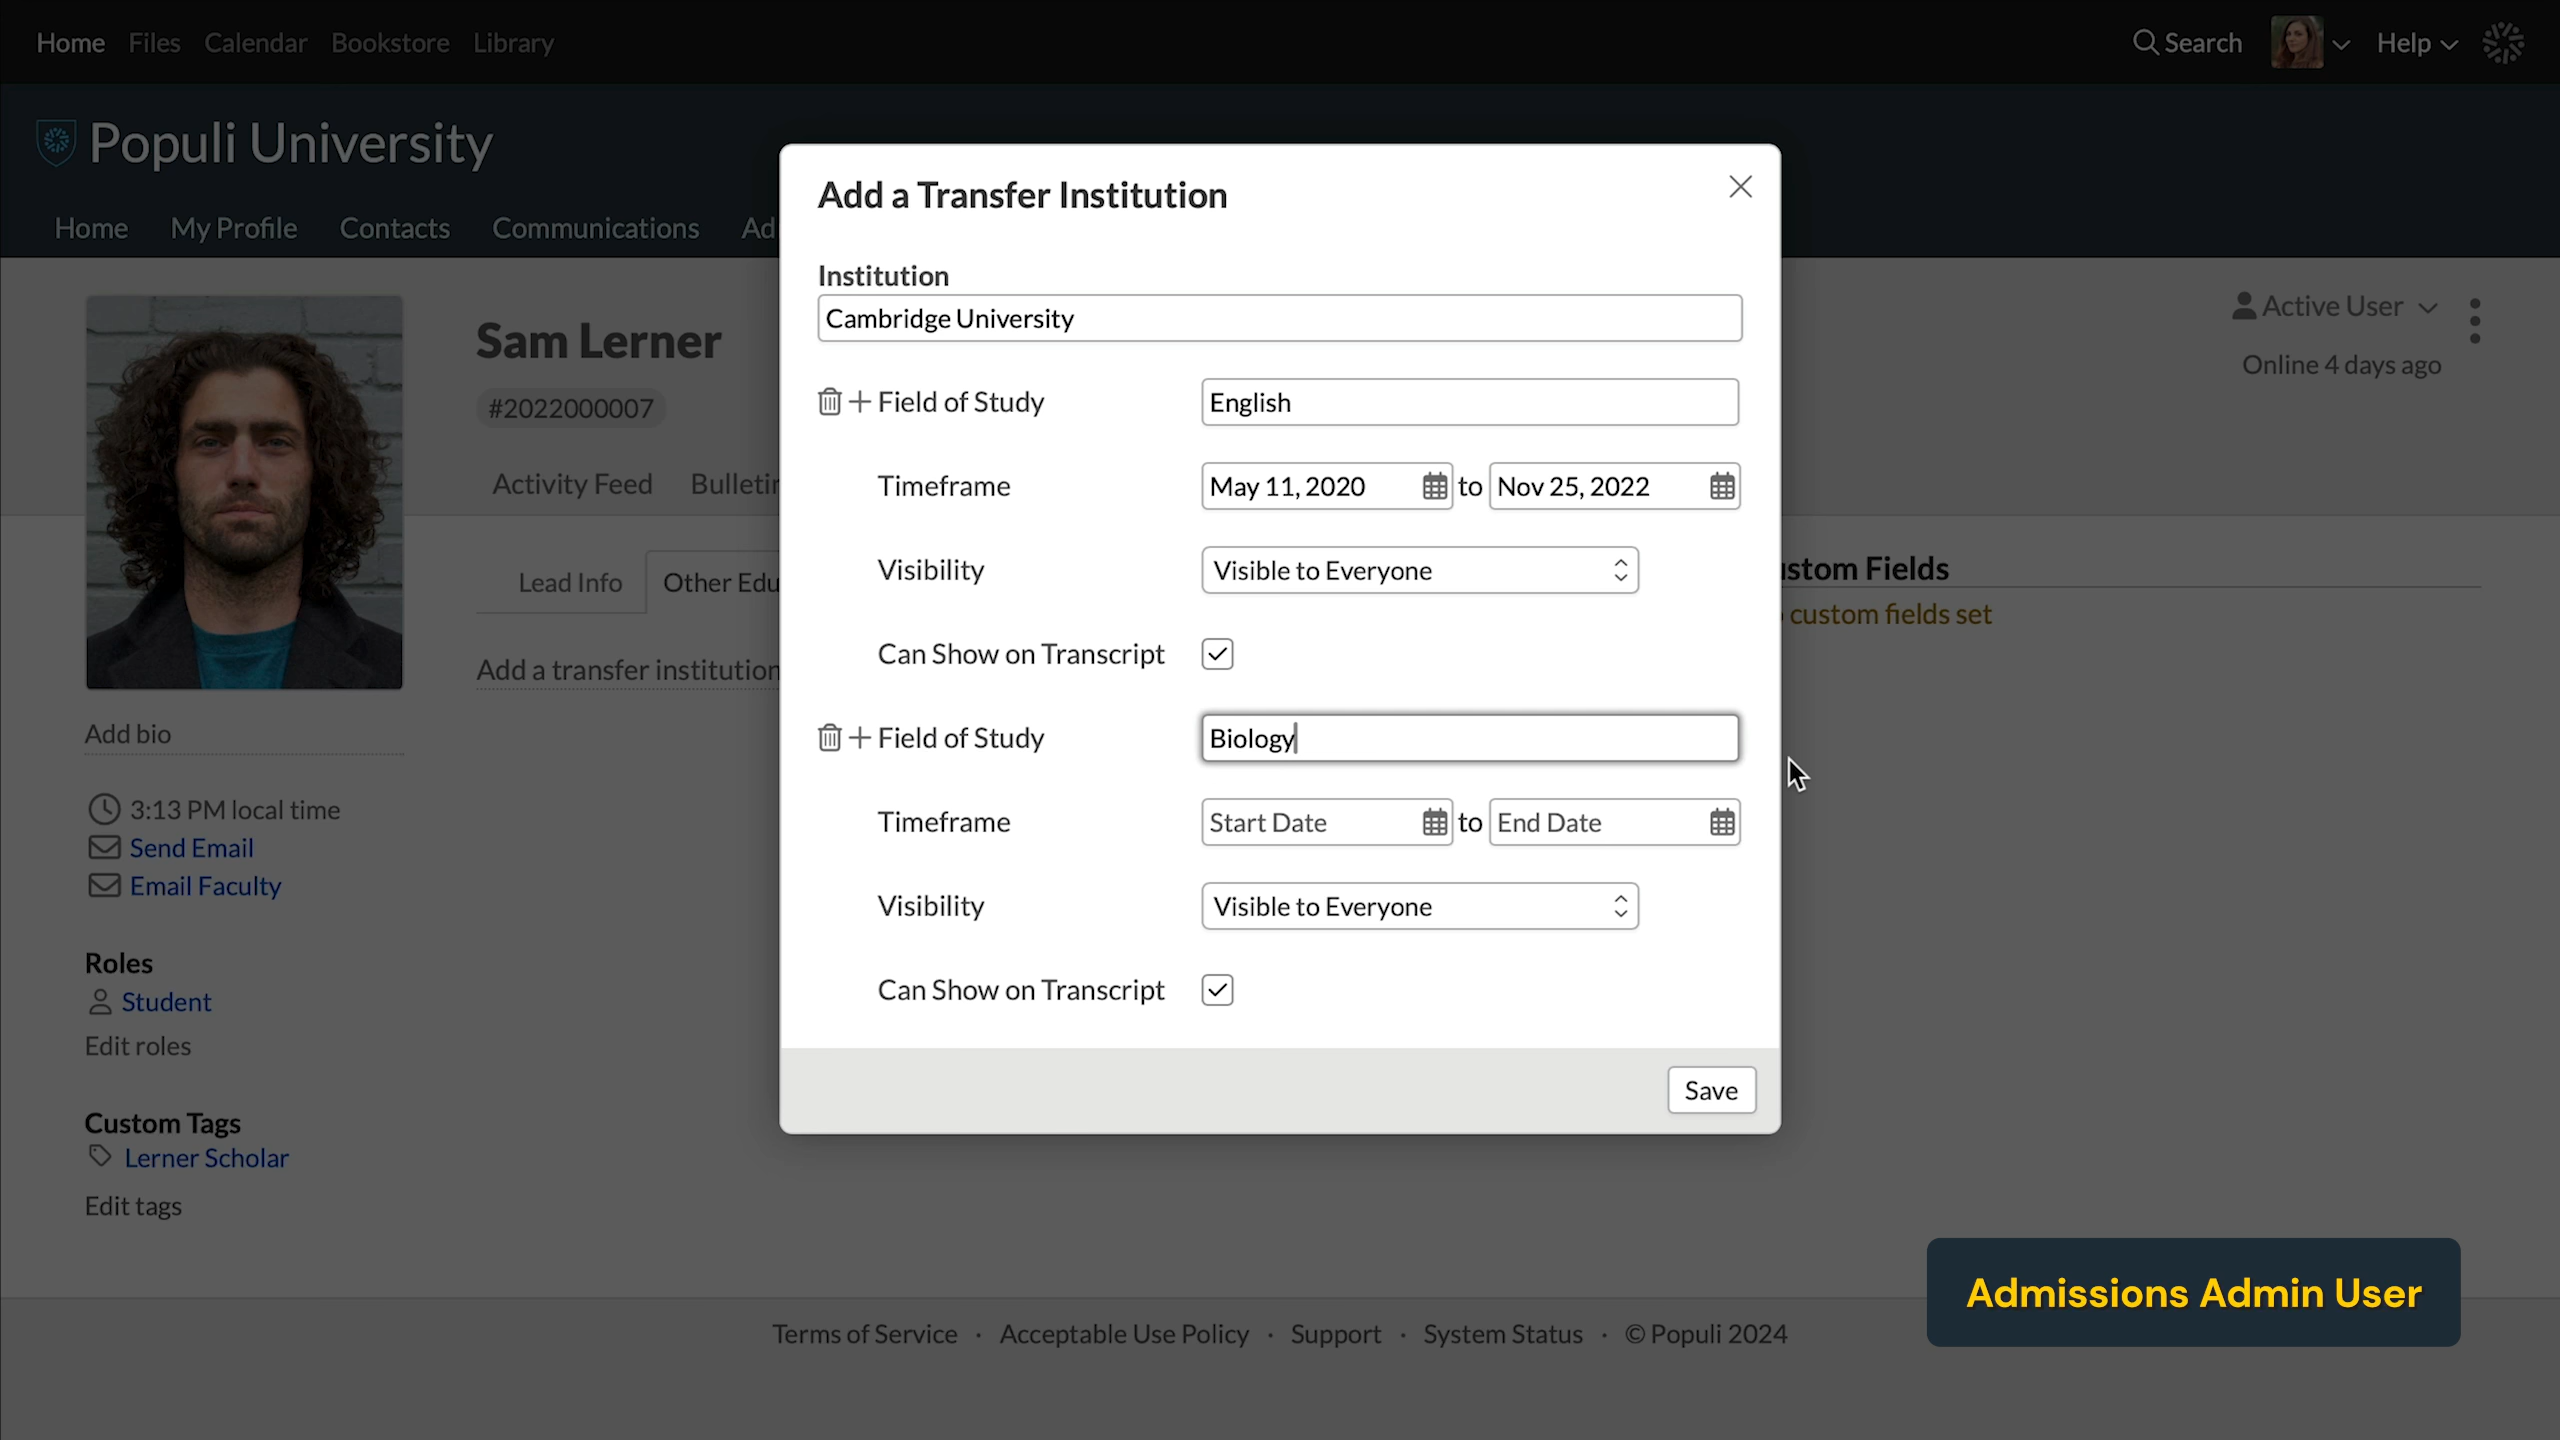 Home Files Calendar Bookstore Library Search Help
Populi University
Home My Profile Contacts Communications Ad
Add a Transfer Institution
Institution
Cambridge University
Field of Study English
Timeframe May 11, 2020 to Nov 25, 2022
Visibility Visible to Everyone
Can Show on Transcript
Field of Study Biology
Timeframe Start Date to End Date
Visibility Visible to Everyone
Can Show on Transcript
Save
Sam Lerner
#2022000007
Activity Feed Bulletin
Lead Info Other Edu
Add a transfer institution
Active User
Online 4 days ago
stom Fields
custom fields set
Add bio
3:13 PM local time
Send Email
Email Faculty
Roles
Student
Edit roles
Custom Tags
Lerner Scholar
Edit tags
Admissions Admin User
Terms of Service · Acceptable Use Policy · Support · System Status · © Populi 2024